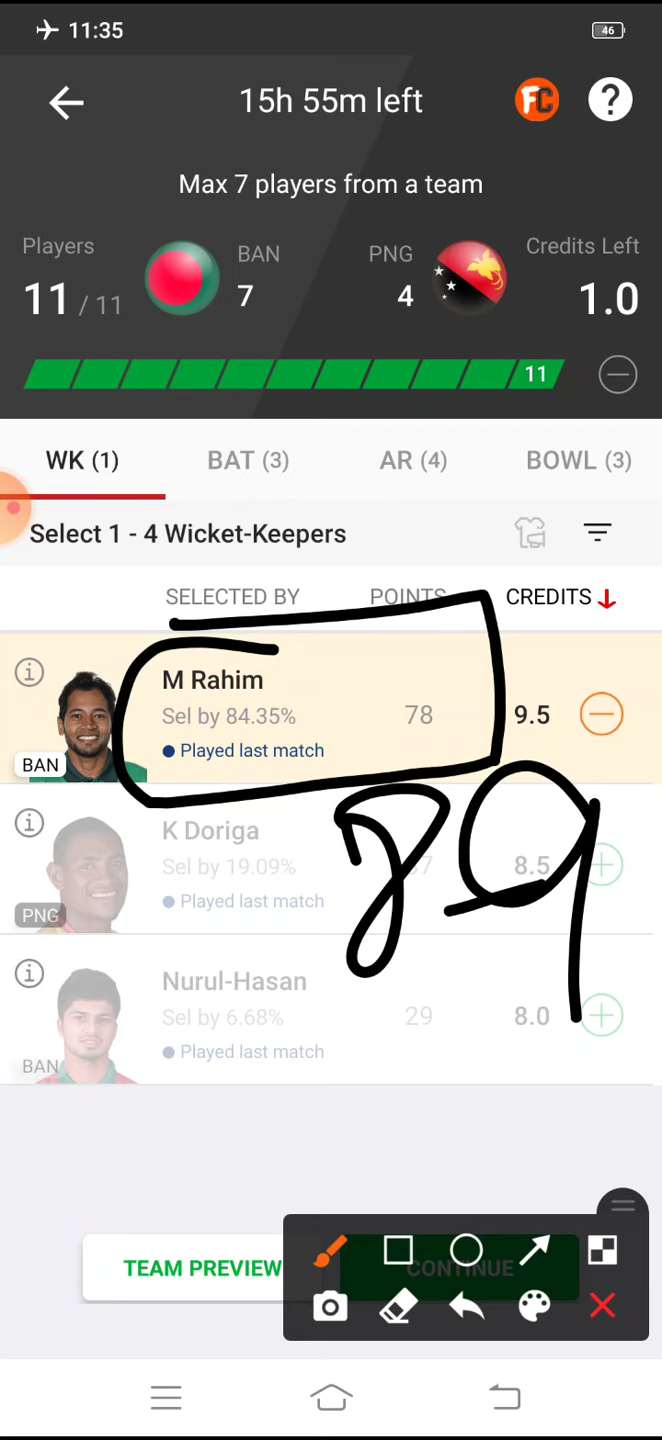 11:35
46
15h 55m left
FC
?
Max 7 players from a team
Players
BAN
PNG
Credits Left
11 / 11
7
4
1.0
11
WK (1)
BAT (3)
AR (4)
BOWL (3)
Select 1 - 4 Wicket-Keepers
SELECTED BY
POINTS
CREDITS
M Rahim
Sel by 84.35%
78
9.5
Played last match
BAN
K Doriga
Sel by 19.09%
8.5
Played last match
PNG
89
Nurul-Hasan
Sel by 6.68%
29
8.0
Played last match
BAN
TEAM PREVIEW
CONTINUE